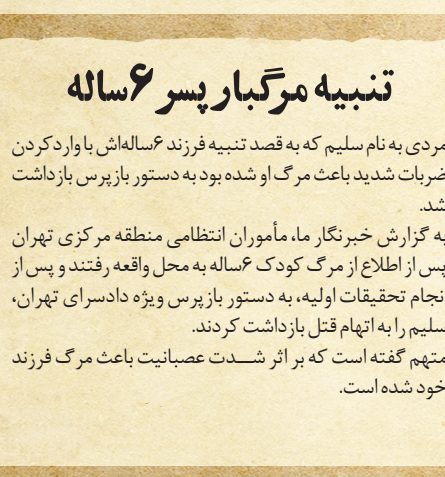 تنبیه مرگبار پسر ۶ساله
مردی به نام سلیم که به قصد تنبیه فرزند ۶ساله‌اش با وارد کردن
ضربات شدید باعث مرگ او شده بود به دستور بازپرس بازداشت
شد.
به گزارش خبرنگار ما، مأموران انتظامی منطقه مرکزی تهران
پس از اطلاع از مرگ کودک ۶ساله به محل واقعه رفتند و پس از
انجام تحقیقات اولیه، به دستور بازپرس ویژه دادسرای تهران،
سلیم را به اتهام قتل بازداشت کردند.
متهم گفته است که بر اثر شــدت عصبانیت باعث مرگ فرزند
خود شده است.